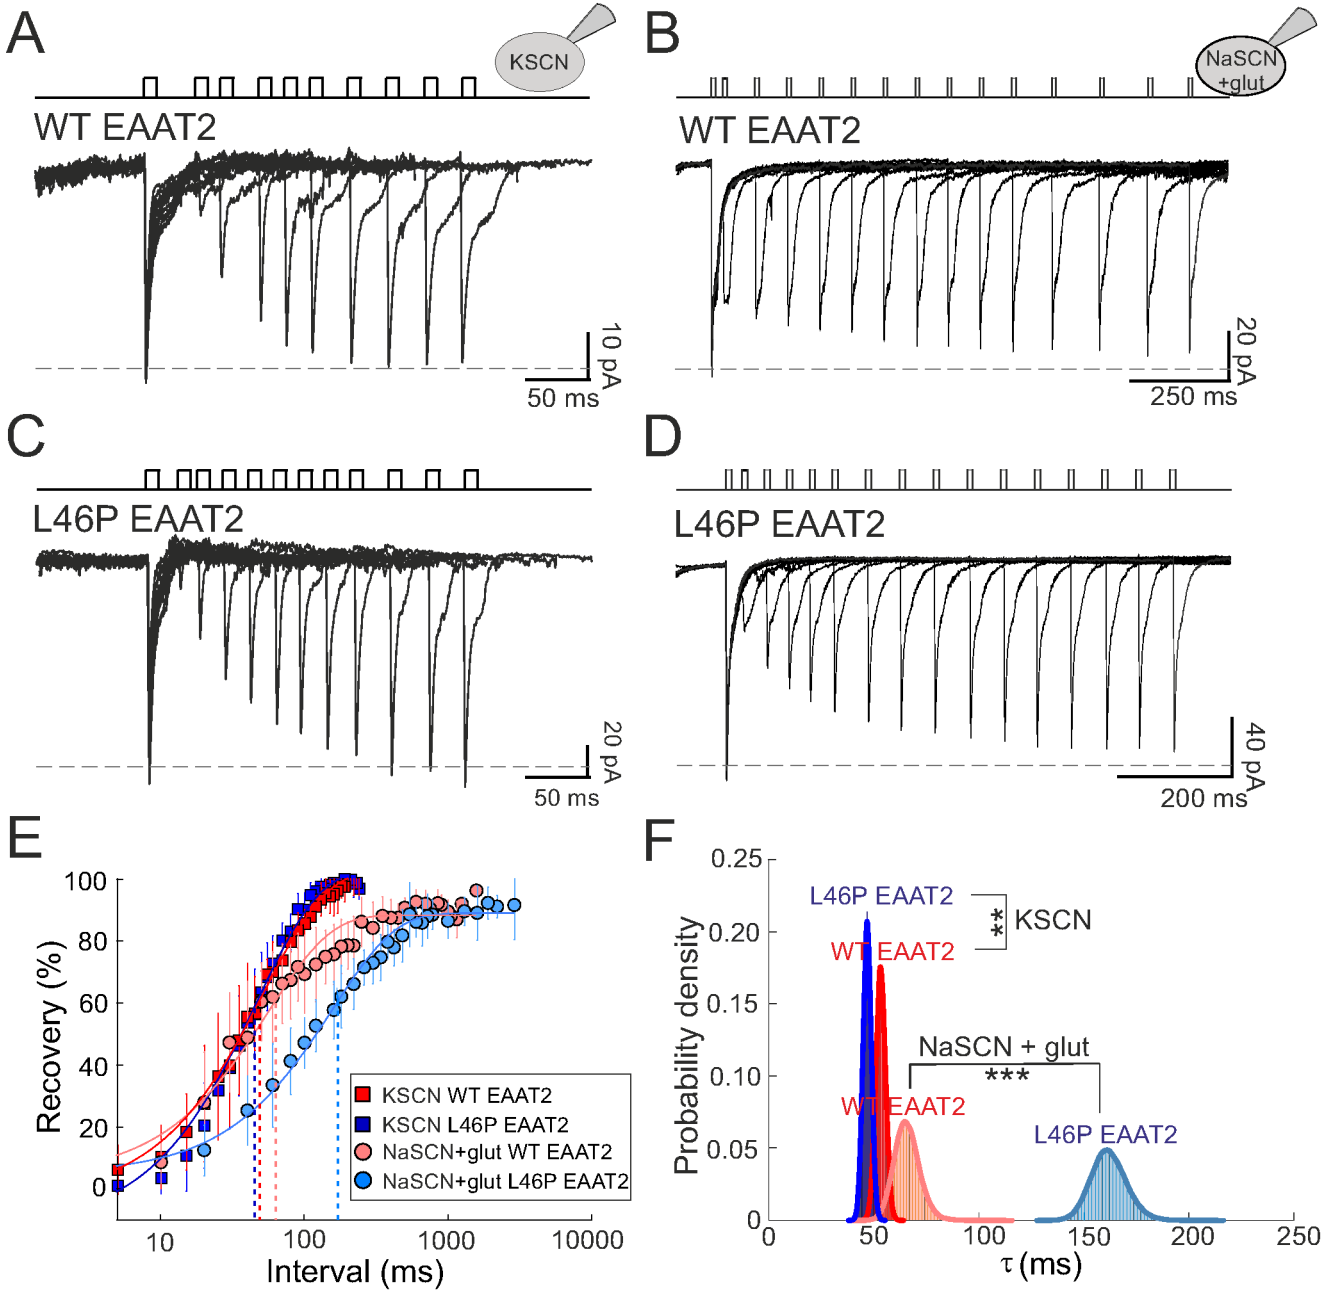 A
KSCN
WT EAAT2
10 pA
50 ms
B
NaSCN
+glut
WT EAAT2
20 pA
250 ms
C
L46P EAAT2
20 pA
50 ms
D
L46P EAAT2
40 pA
200 ms
E
Recovery (%)
100
80
60
40
20
0
10
100
1000
10000
Interval (ms)
KSCN WT EAAT2
KSCN L46P EAAT2
NaSCN+glut WT EAAT2
NaSCN+glut L46P EAAT2
F
Probability density
0.25
0.20
0.15
0.10
0.05
0
L46P EAAT2
** KSCN
WT EAAT2
NaSCN + glut
***
WT EAAT2
L46P EAAT2
0
50
100
150
200
250
τ (ms)